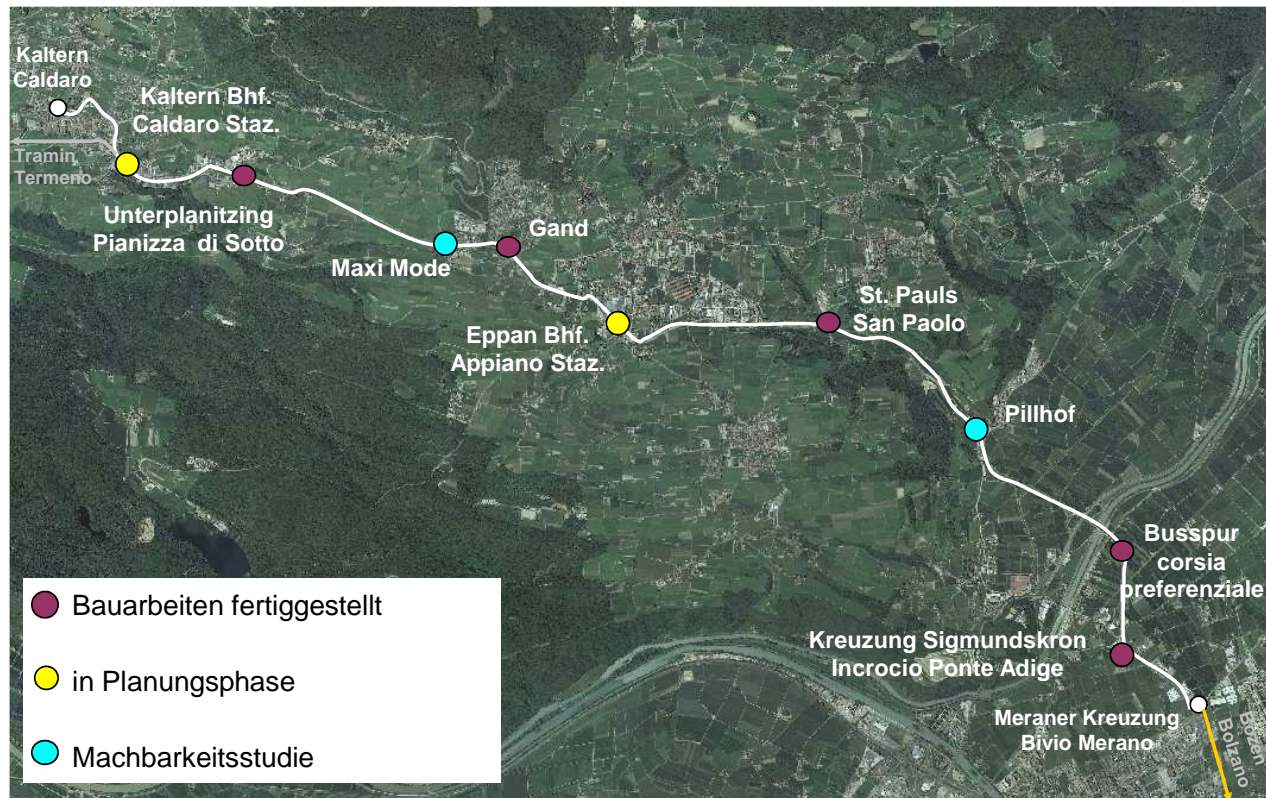 Kaltern
Caldaro
Kaltern Bhf.
Caldaro Staz.
Tramin
Termeno
Unterplanitzing
Pianizza di Sotto
Maxi Mode
Gand
Eppan Bhf.
Appiano Staz.
St. Pauls
San Paolo
Pillhof
Busspur
corsia
preferenziale
Kreuzung Sigmundskron
Incrocio Ponte Adige
Meraner Kreuzung
Bivio Merano
Bozen
Bolzano
Bauarbeiten fertiggestellt
in Planungsphase
Machbarkeitsstudie